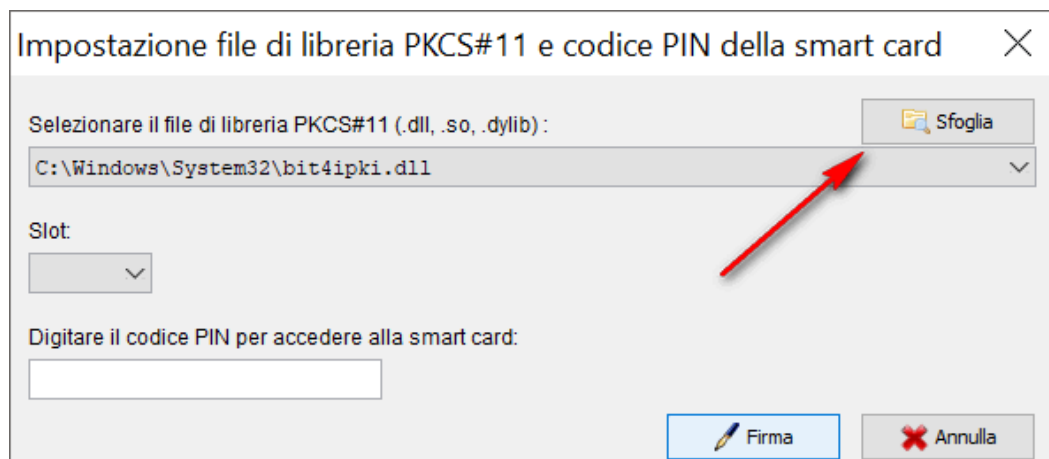 Impostazione file di libreria PKCS#11 e codice PIN della smart card
Selezionare il file di libreria PKCS#11 (.dll, .so, .dylib) :
Sfoglia
C:\Windows\System32\bit4ipki.dll
Slot:
Digitare il codice PIN per accedere alla smart card:
Firma
Annulla